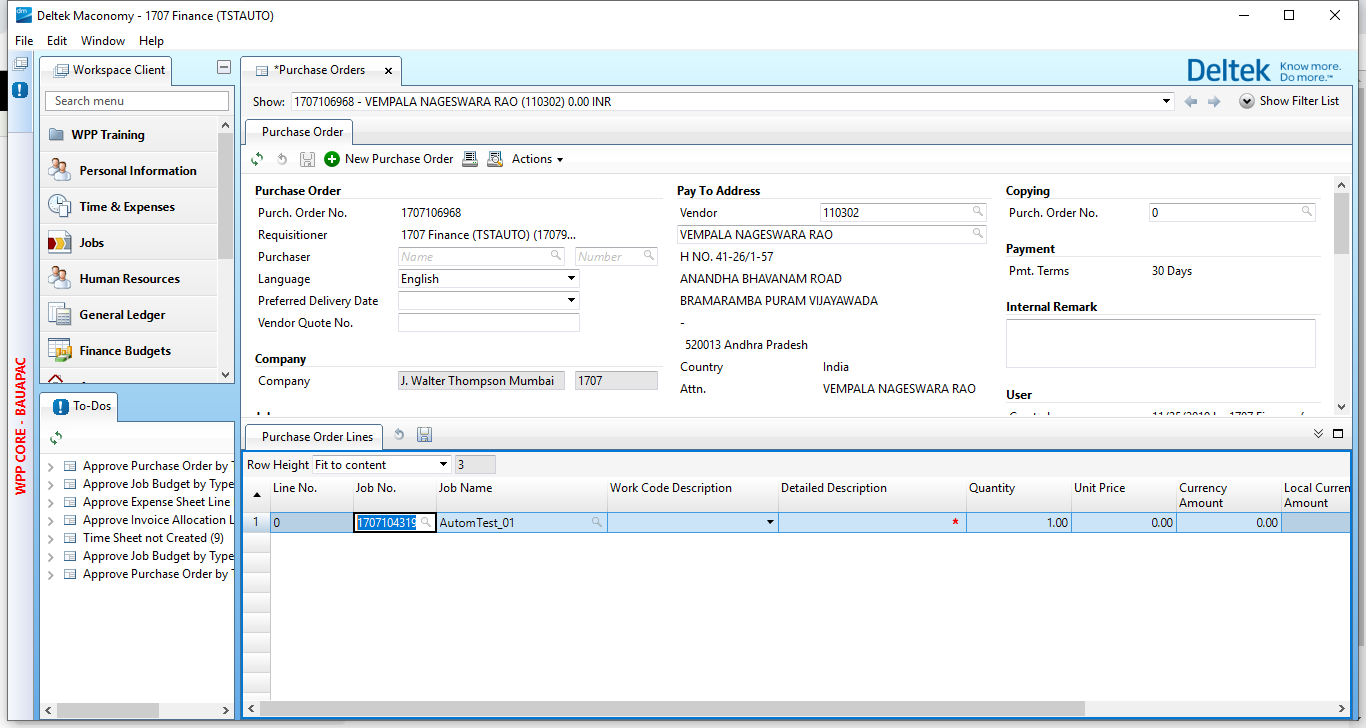 Deltek Maconomy - 1707 Finance (TSTAUTO)
File Edit Window Help
Workspace Client
Search menu
WPP Training
Personal Information
Time & Expenses
Jobs
Human Resources
General Ledger
Finance Budgets
WPP CORE - BAUAPAC
To-Dos
Approve Purchase Order by
Approve Job Budget by Type
Approve Expense Sheet Line
Approve Invoice Allocation L
Time Sheet not Created (9)
Approve Job Budget by Type
Approve Purchase Order by
*Purchase Orders
Deltek Know more.
Do more.™
Show: 1707106968 - VEMPALA NAGESWARA RAO (110302) 0.00 INR
Show Filter List
Purchase Order
New Purchase Order Actions
Purchase Order
Purch. Order No. 1707106968
Requisitioner 1707 Finance (TSTAUTO) (17079...
Purchaser Name Number
Language English
Preferred Delivery Date
Vendor Quote No.
Company
Company J. Walter Thompson Mumbai 1707
Pay To Address
Vendor 110302
VEMPALA NAGESWARA RAO
H NO. 41-26/1-57
ANANDHA BHAVANAM ROAD
BRAMARAMBA PURAM VIJAYAWADA
-
520013 Andhra Pradesh
Country India
Attn. VEMPALA NAGESWARA RAO
Copying
Purch. Order No. 0
Payment
Pmt. Terms 30 Days
Internal Remark
User
Purchase Order Lines
Row Height Fit to content 3
Line No. Job No. Job Name Work Code Description Detailed Description Quantity Unit Price Currency Amount Local Curren Amount
1 0 1707104319 AutomTest_01 * 1.00 0.00 0.00